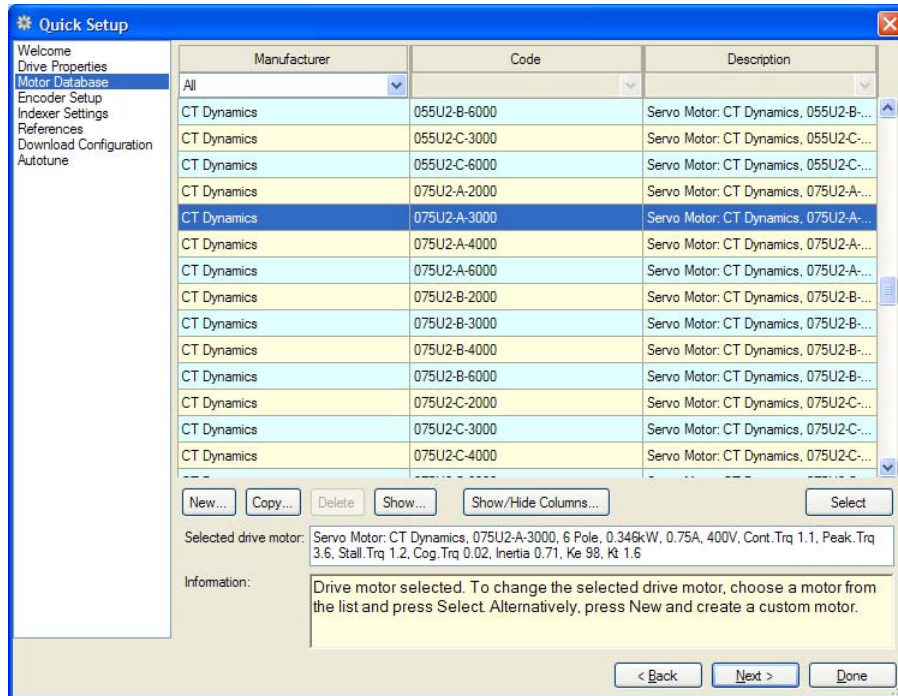 Quick Setup
Welcome
Drive Properties
Motor Database
Encoder Setup
Indexer Settings
References
Download Configuration
Autotune
Manufacturer Code Description
All
CT Dynamics 055U2-B-6000 Servo Motor: CT Dynamics, 055U2-B-...
CT Dynamics 055U2-C-3000 Servo Motor: CT Dynamics, 055U2-C-...
CT Dynamics 055U2-C-6000 Servo Motor: CT Dynamics, 055U2-C-...
CT Dynamics 075U2-A-2000 Servo Motor: CT Dynamics, 075U2-A-...
CT Dynamics 075U2-A-3000 Servo Motor: CT Dynamics, 075U2-A-...
CT Dynamics 075U2-A-4000 Servo Motor: CT Dynamics, 075U2-A-...
CT Dynamics 075U2-A-6000 Servo Motor: CT Dynamics, 075U2-A-...
CT Dynamics 075U2-B-2000 Servo Motor: CT Dynamics, 075U2-B-...
CT Dynamics 075U2-B-3000 Servo Motor: CT Dynamics, 075U2-B-...
CT Dynamics 075U2-B-4000 Servo Motor: CT Dynamics, 075U2-B-...
CT Dynamics 075U2-B-6000 Servo Motor: CT Dynamics, 075U2-B-...
CT Dynamics 075U2-C-2000 Servo Motor: CT Dynamics, 075U2-C-...
CT Dynamics 075U2-C-3000 Servo Motor: CT Dynamics, 075U2-C-...
CT Dynamics 075U2-C-4000 Servo Motor: CT Dynamics, 075U2-C-...
New... Copy... Delete Show... Show/Hide Columns... Select
Selected drive motor: Servo Motor: CT Dynamics, 075U2-A-3000, 6 Pole, 0.346kW, 0.75A, 400V, Cont.Trq 1.1, Peak.Trq
3.6, Stall.Trq 1.2, Cog.Trq 0.02, Inertia 0.71, Ke 98, Kt 1.6
Information: Drive motor selected. To change the selected drive motor, choose a motor from
the list and press Select. Alternatively, press New and create a custom motor.
< Back Next > Done